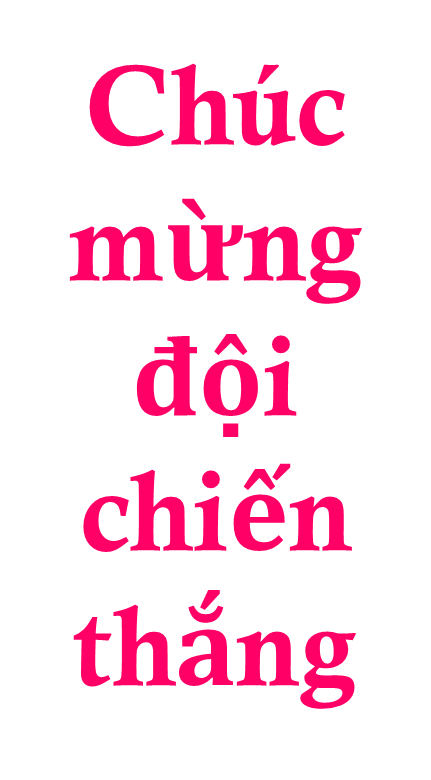 Chúc
mừng
đội
chiến
thắng